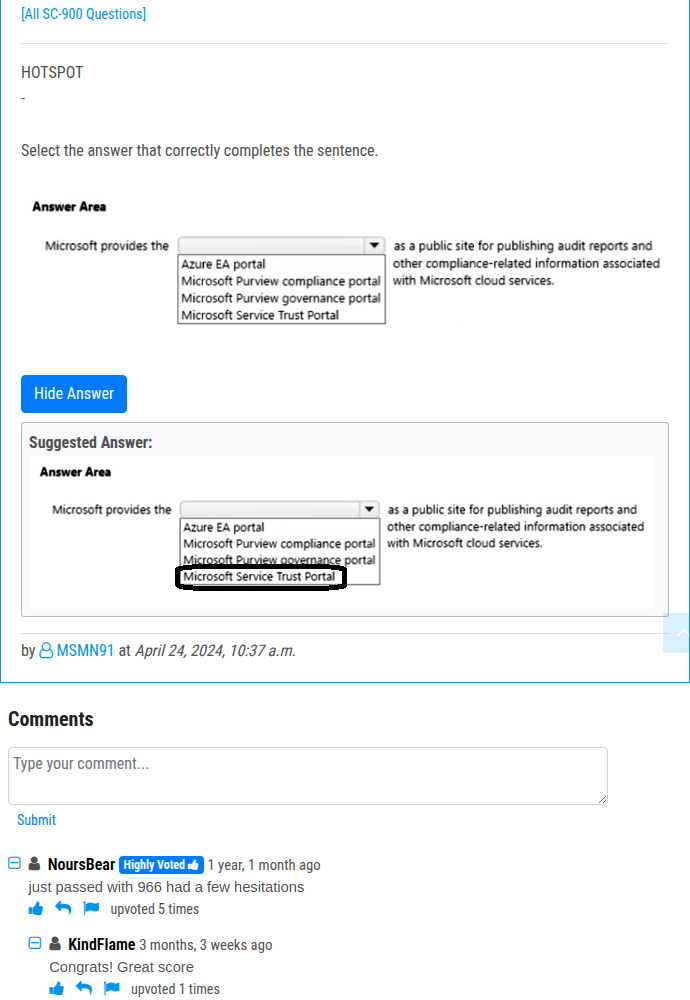 [All SC-900 Questions]
HOTSPOT
-
Select the answer that correctly completes the sentence.
Answer Area
Microsoft provides the
Azure EA portal
Microsoft Purview compliance portal
Microsoft Purview governance portal
Microsoft Service Trust Portal
as a public site for publishing audit reports and
other compliance-related information associated
with Microsoft cloud services.
Hide Answer
Suggested Answer:
Answer Area
Microsoft provides the
Azure EA portal
Microsoft Purview compliance portal
Microsoft Purview governance portal
Microsoft Service Trust Portal
as a public site for publishing audit reports and
other compliance-related information associated
with Microsoft cloud services.
by MSMN91 at April 24, 2024, 10:37 a.m.
Comments
Type your comment...
Submit
NoursBear Highly Voted 1 year, 1 month ago
just passed with 966 had a few hesitations
upvoted 5 times
KindFlame 3 months, 3 weeks ago
Congrats! Great score
upvoted 1 times